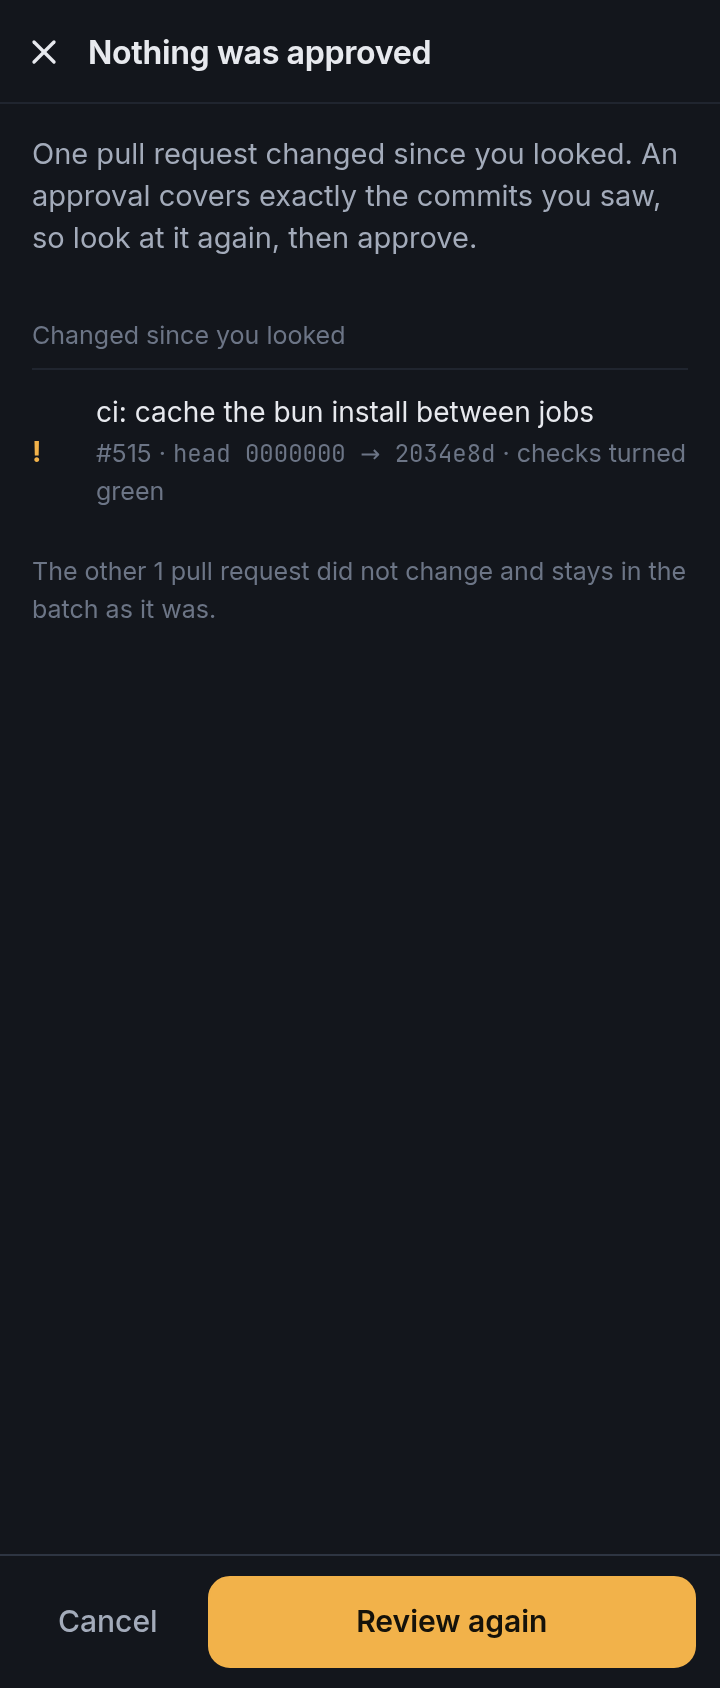 Nothing was approved
One pull request changed since you looked. An
approval covers exactly the commits you saw,
so look at it again, then approve.
Changed since you looked
ci: cache the bun install between jobs
! #515 · head 0000000 → 2034e8d · checks turned
green
The other 1 pull request did not change and stays in the
batch as it was.
Cancel Review again